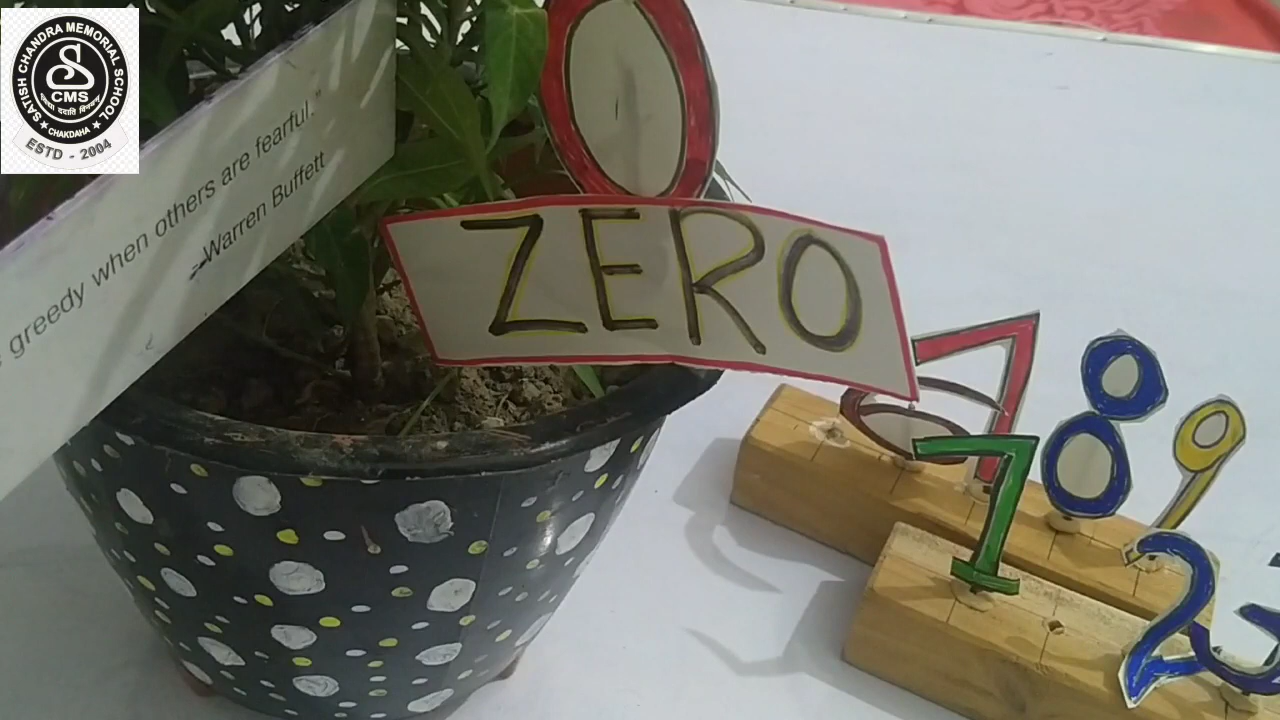 SATISH CHANDRA MEMORIAL SCHOOL
CMS
★ CHAKDAHA ★
ESTD - 2004
greedy when others are fearful."
-Warren Buffett
0
ZERO
7 8 9
1 2